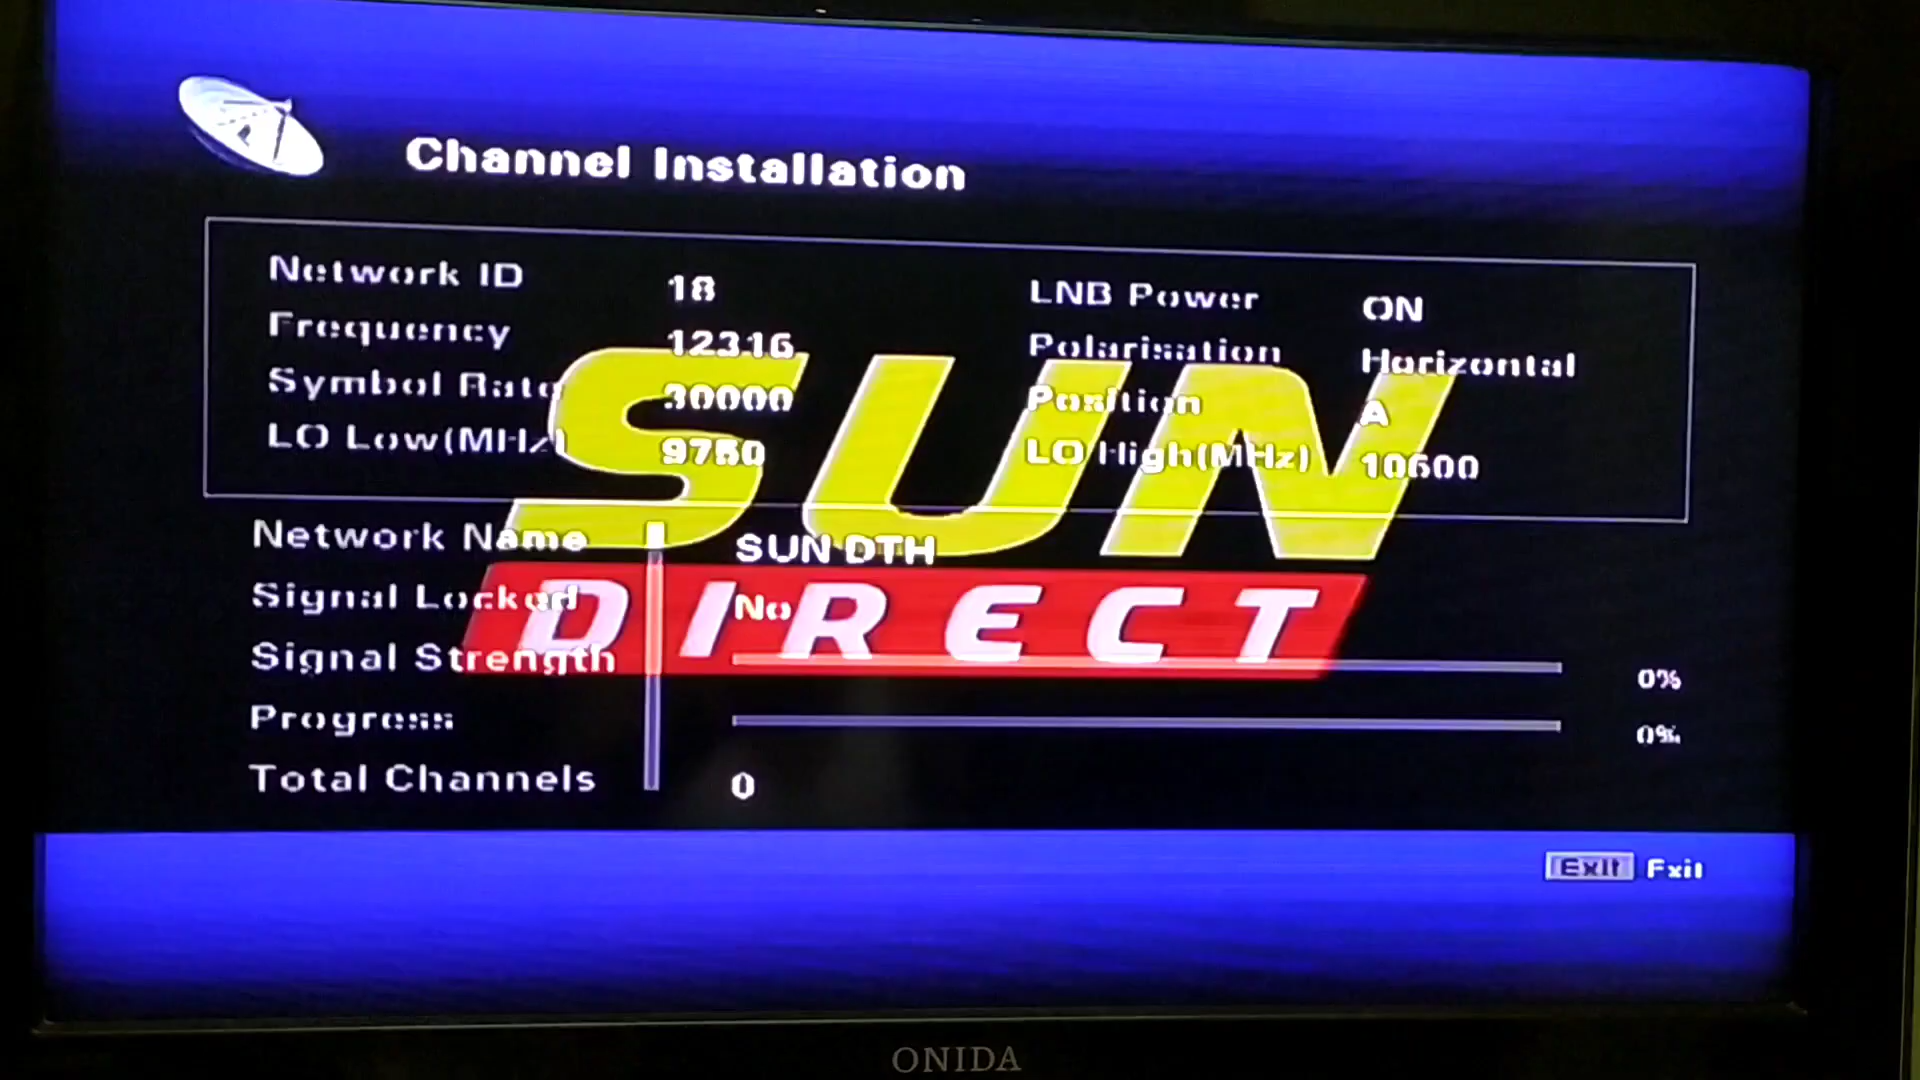 Channel Installation
Network ID 18 LNB Power ON
Frequency 12316 Polarisation Horizontal
Symbol Rate 30000 Position A
LO Low(MHz) 9750 LO High(MHz) 10600
SUN
DIRECT
Network Name SUN DTH
Signal Locked No
Signal Strength 0%
Progress 0%
Total Channels 0
Exit Exit
ONIDA